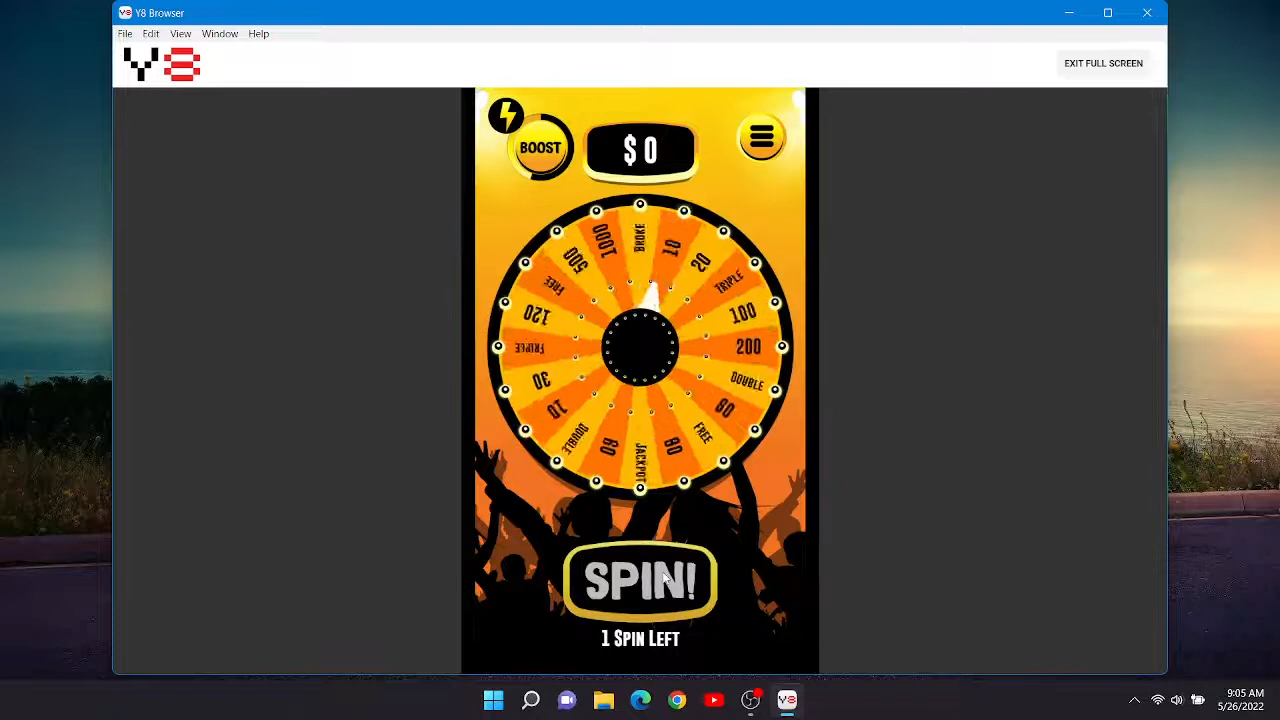 Y8 Browser
File Edit View Window Help
Y8
EXIT FULL SCREEN
BOOST
$ 0
BROKE
10
20
TRIPLE
100
200
DOUBLE
60
FREE
80
JACKPOT
60
DOUBLE
10
30
TRIPLE
120
FREE
500
1000
SPIN!
1 SPIN LEFT
9:05 AM
5/26/2022